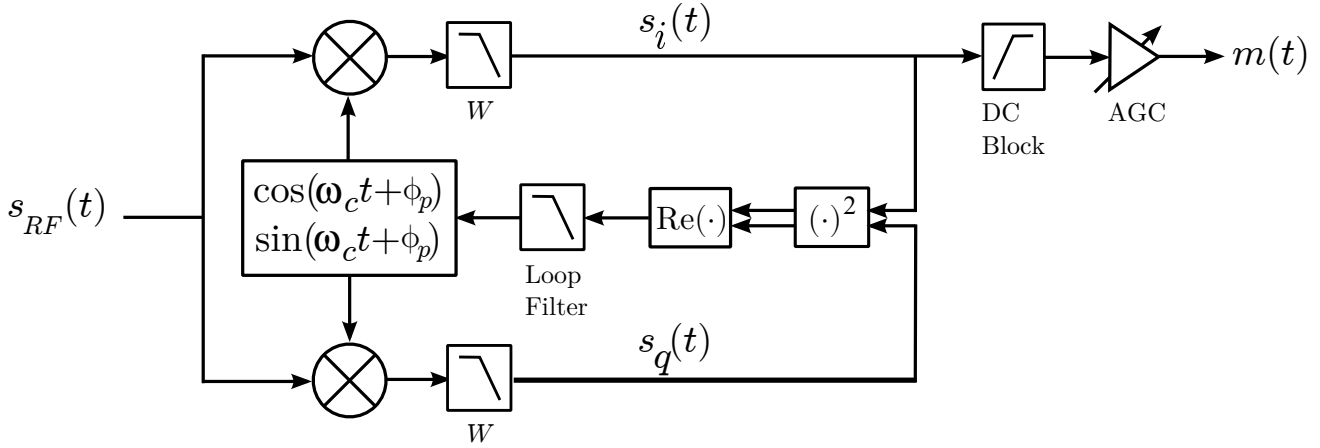 s_i(t)
m(t)
W
DC
Block
AGC
s_RF(t)
cos(ω_c t+ϕ_p)
sin(ω_c t+ϕ_p)
Re(·)
(·)²
Loop
Filter
s_q(t)
W